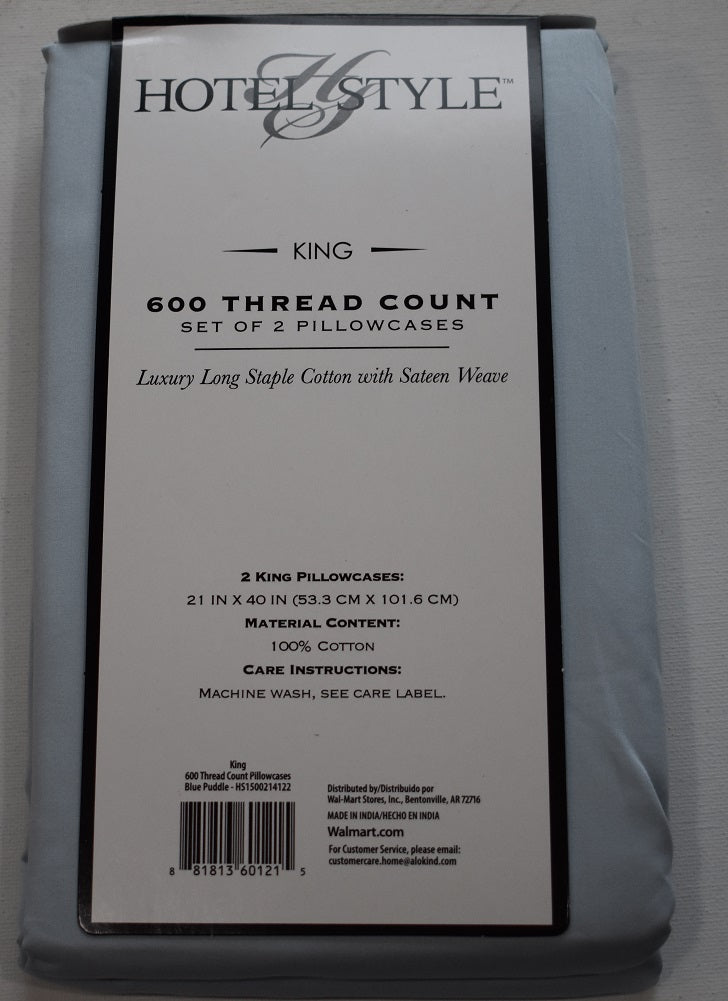 HOTEL STYLE™
HS
KING
600 THREAD COUNT
SET OF 2 PILLOWCASES
Luxury Long Staple Cotton with Sateen Weave
2 KING PILLOWCASES:
21 IN X 40 IN (53.3 CM X 101.6 CM)
MATERIAL CONTENT:
100% COTTON
CARE INSTRUCTIONS:
MACHINE WASH, SEE CARE LABEL.
King
600 Thread Count Pillowcases
Blue Puddle - HS1500214122
8 81813 60121 5
Distributed by/Distribuido por
Wal-Mart Stores, Inc., Bentonville, AR 72716
MADE IN INDIA/HECHO EN INDIA
Walmart.com
For Customer Service, please email:
customercare.home@alokind.com